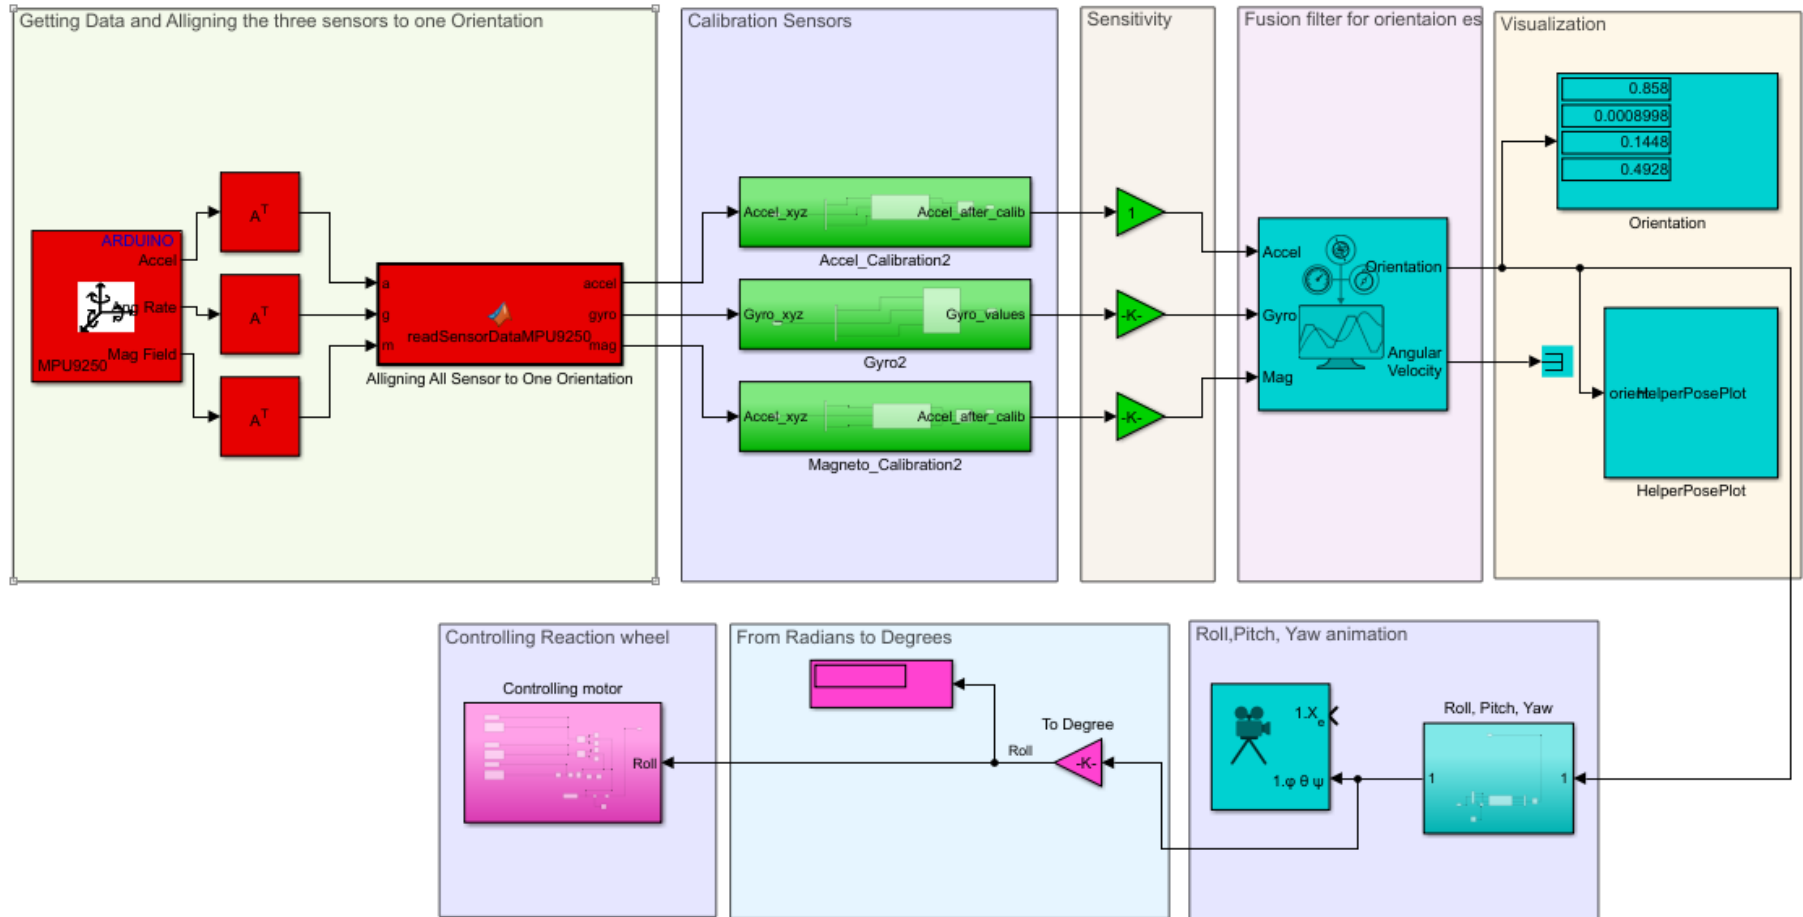 Getting Data and Alligning the three sensors to one Orientation
Calibration Sensors
Sensitivity
Fusion filter for orientaion es
Visualization
ARDUINO
Accel
Ang Rate
Mag Field
MPU9250
Aᵀ
Aᵀ
Aᵀ
a
g
m
accel
gyro
mag
readSensorDataMPU9250
Alligning All Sensor to One Orientation
Accel_xyz
Accel_after_calib
Accel_Calibration2
Gyro_xyz
Gyro_values
Gyro2
Accel_xyz
Accel_after_calib
Magneto_Calibration2
1
-K-
-K-
Accel
Gyro
Mag
Orientation
Angular
Velocity
0.858
0.0008998
0.1448
0.4928
Orientation
orient
HelperPosePlot
HelperPosePlot
Controlling Reaction wheel
Controlling motor
Roll
From Radians to Degrees
To Degree
Roll
-K-
Roll,Pitch, Yaw animation
1.Xₑ
1.φ θ ψ
Roll, Pitch, Yaw
1
1